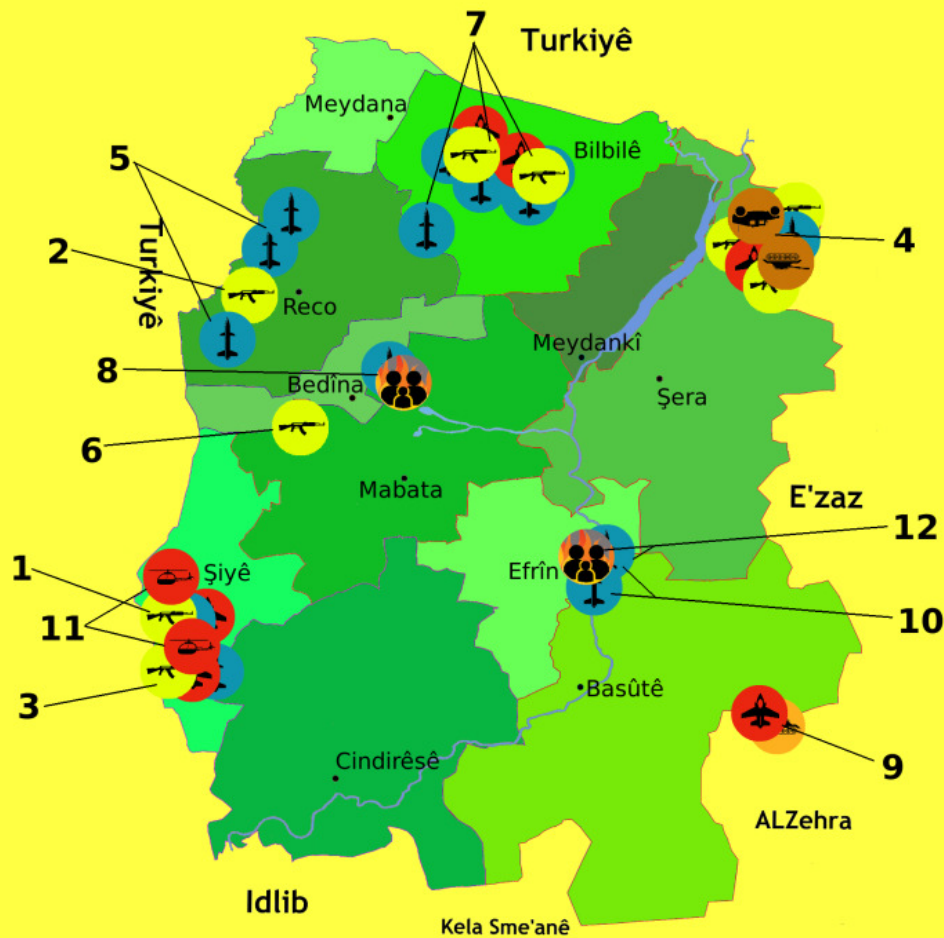 7
Turkiyê
Meydana
Bilbilê
5
Turkiyê
2
4
Reco
Meydankî
8
Bedîna
Şera
6
Mabata
E'zaz
12
1
Şiyê
Efrîn
11
10
3
Basûtê
9
Cindirêsê
ALZehra
Idlib
Kela Sme'anê